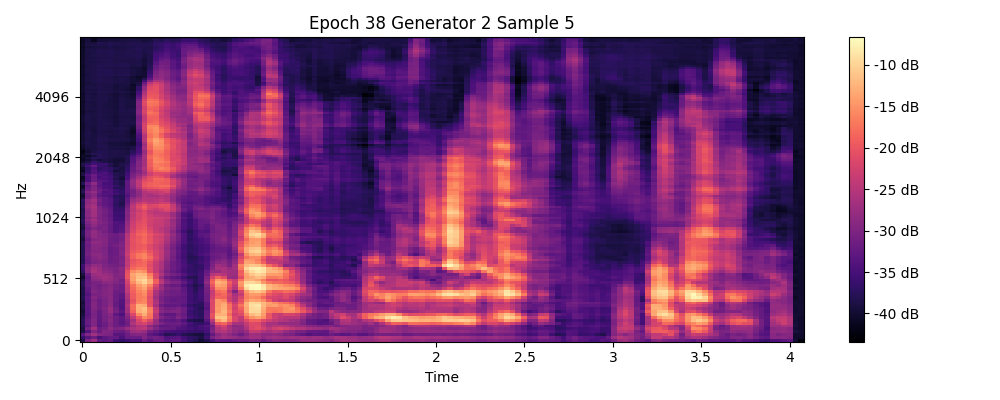 Epoch 38 Generator 2 Sample 5
Hz
4096
2048
1024
512
0
0 0.5 1 1.5 2 2.5 3 3.5 4
Time
-10 dB
-15 dB
-20 dB
-25 dB
-30 dB
-35 dB
-40 dB